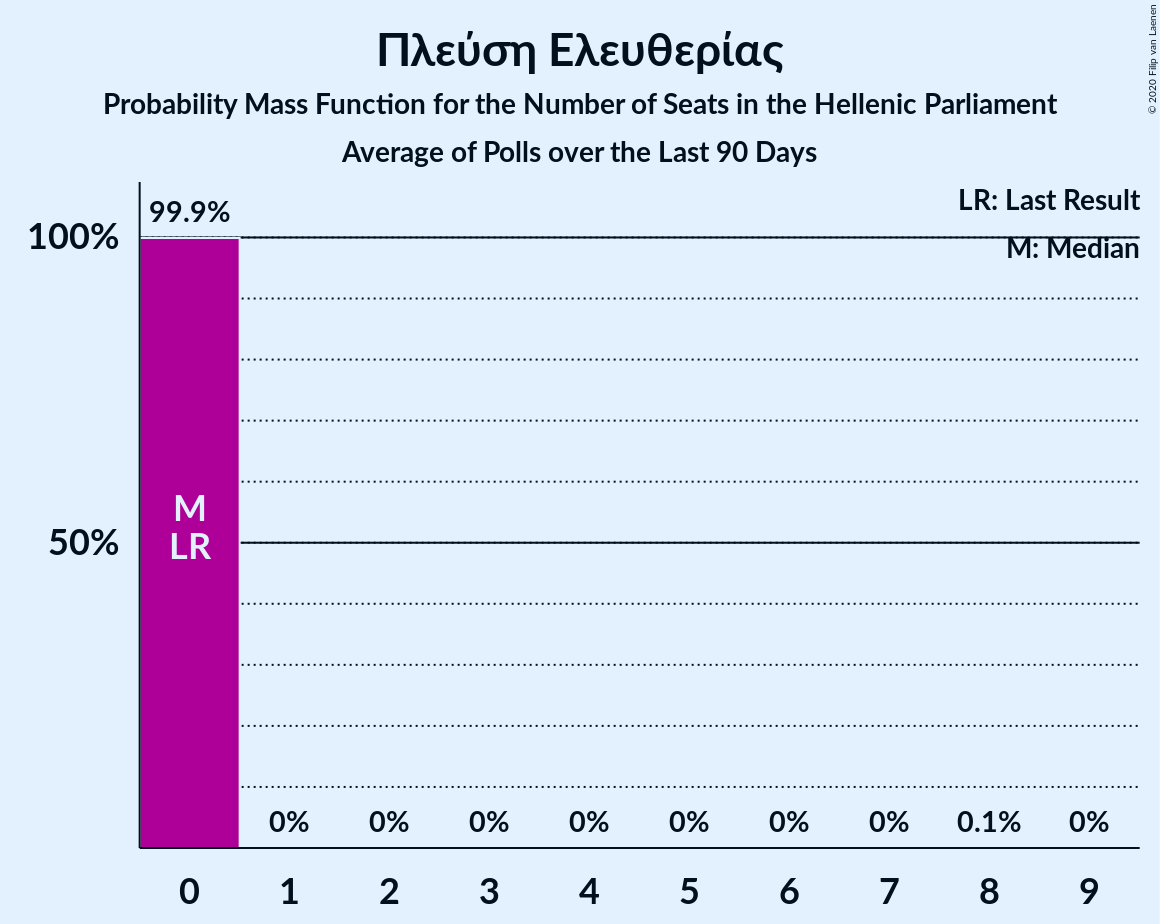 Πλεύση Ελευθερίας
Probability Mass Function for the Number of Seats in the Hellenic Parliament
Average of Polls over the Last 90 Days
© 2020 Filip van Laenen
LR: Last Result
M: Median
99.9%
100%
50%
M
LR
0% 0% 0% 0% 0% 0% 0% 0.1% 0%
0 1 2 3 4 5 6 7 8 9